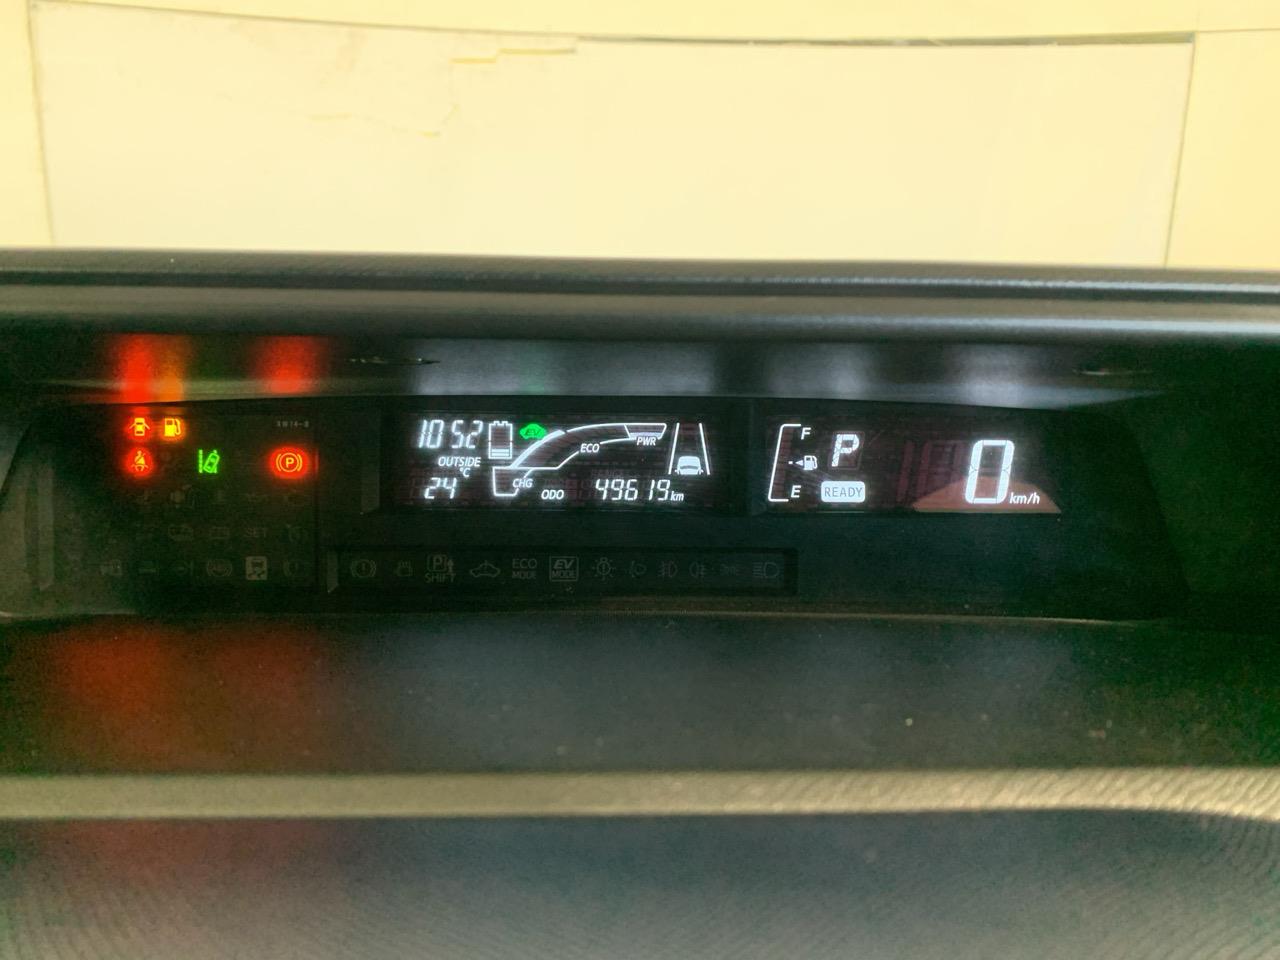 10:52
OUTSIDE
°C
24
EV
ECO
PWR
CHG
ODO 49619 km
F
E
P
READY
0 km/h
P
SET
ABS
P
SHIFT
ECO
MODE
EV
MODE